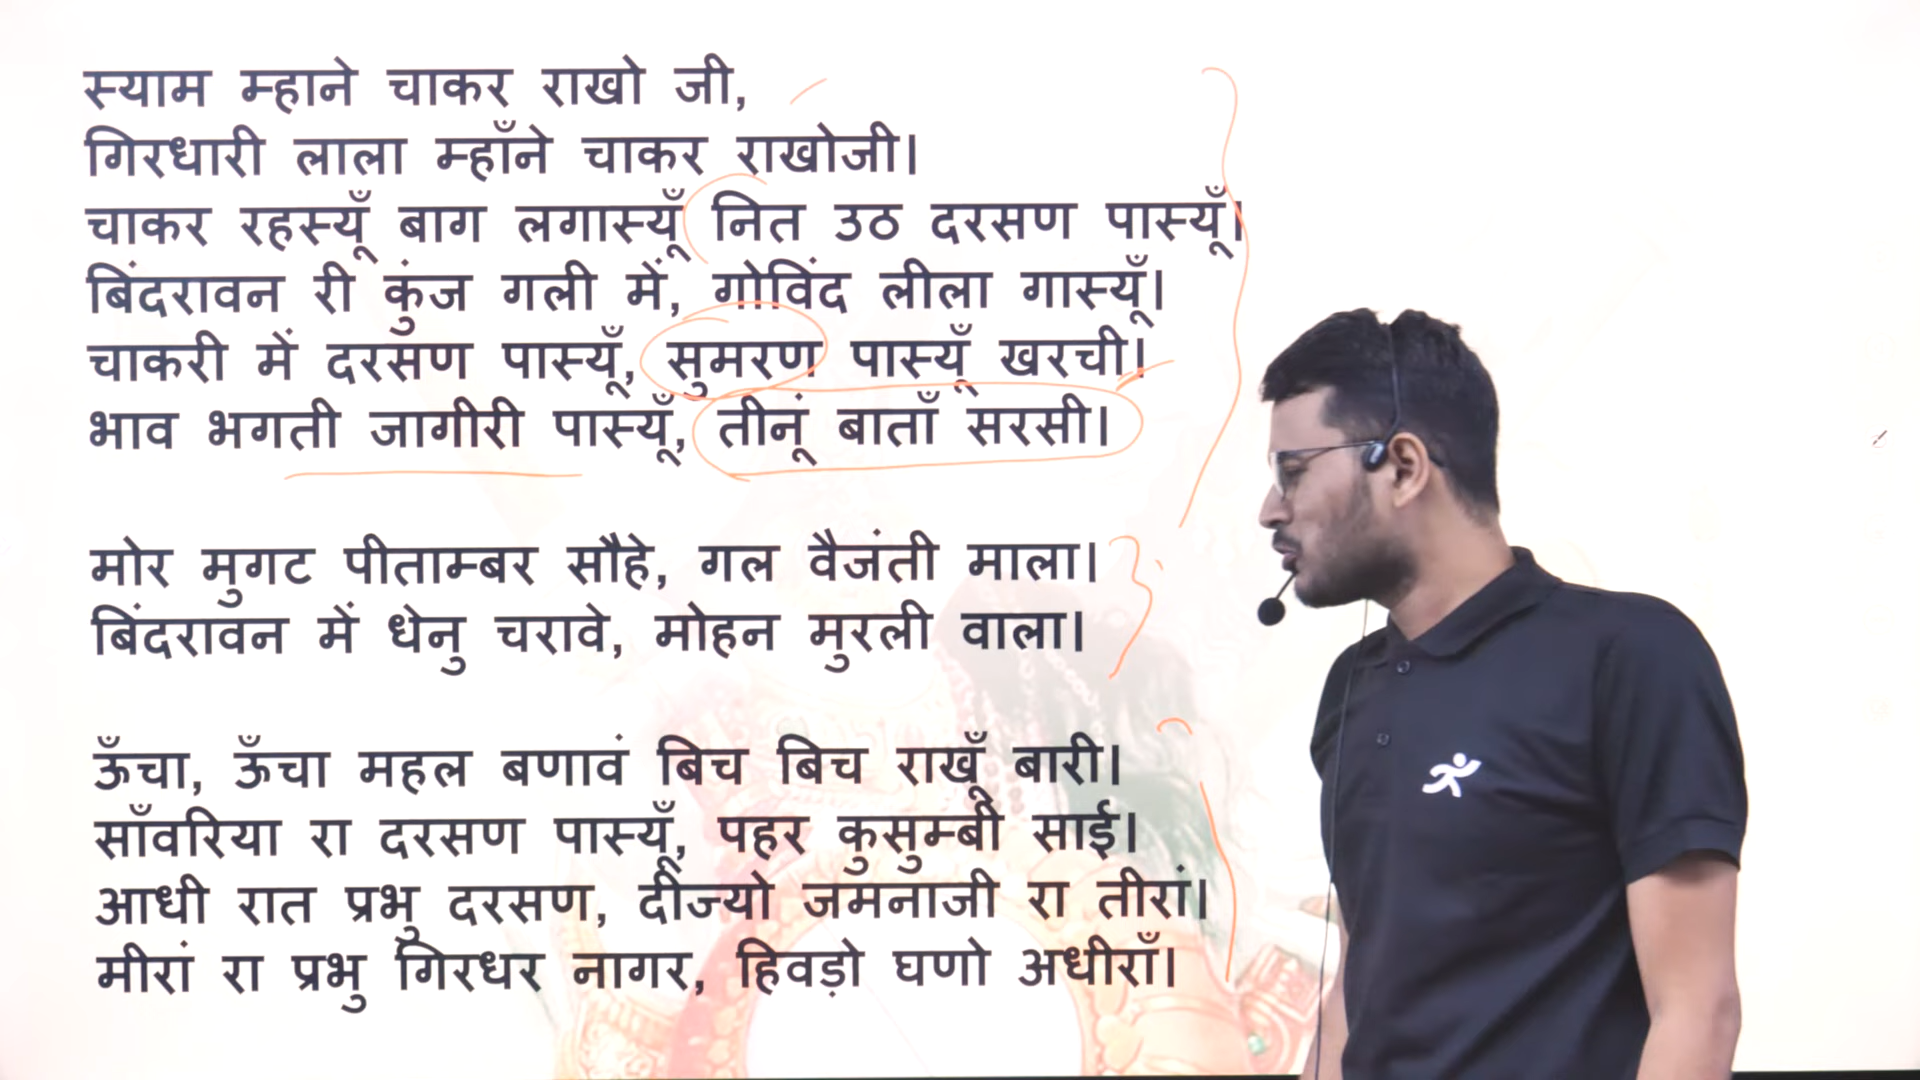 स्याम म्हाने चाकर राखो जी,
गिरधारी लाला म्हाँने चाकर राखोजी।
चाकर रहस्यूँ बाग लगास्यूँ नित उठ दरसण पास्यूँ।
बिंदरावन री कुंज गली में, गोविंद लीला गास्यूँ।
चाकरी में दरसण पास्यूँ, सुमरण पास्यूँ खरची।
भाव भगती जागीरी पास्यूँ, तीनूं बाताँ सरसी।
मोर मुगट पीताम्बर सौहे, गल वैजंती माला।
बिंदरावन में धेनु चरावे, मोहन मुरली वाला।
ऊँचा, ऊँचा महल बणावं बिच बिच राखूँ बारी।
साँवरिया रा दरसण पास्यूँ, पहर कुसुम्बी साई।
आधी रात प्रभु दरसण, दीज्यो जमनाजी रा तीरां।
मीरां रा प्रभु गिरधर नागर, हिवड़ो घणो अधीराँ।